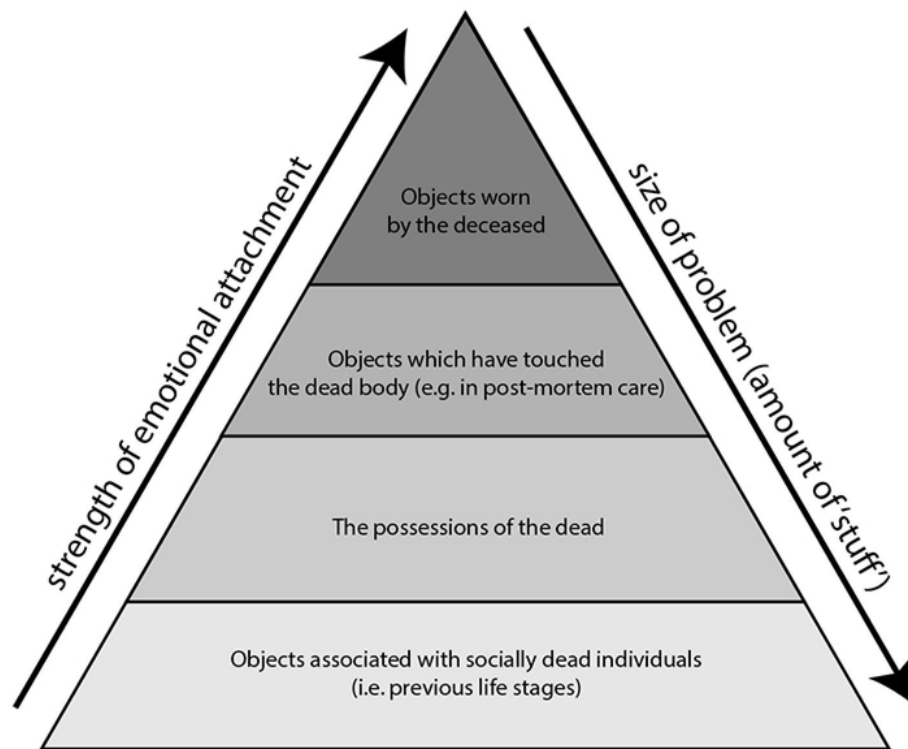 strength of emotional attachment
size of problem (amount of 'stuff')
Objects worn
by the deceased
Objects which have touched
the dead body (e.g. in post-mortem care)
The possessions of the dead
Objects associated with socially dead individuals
(i.e. previous life stages)